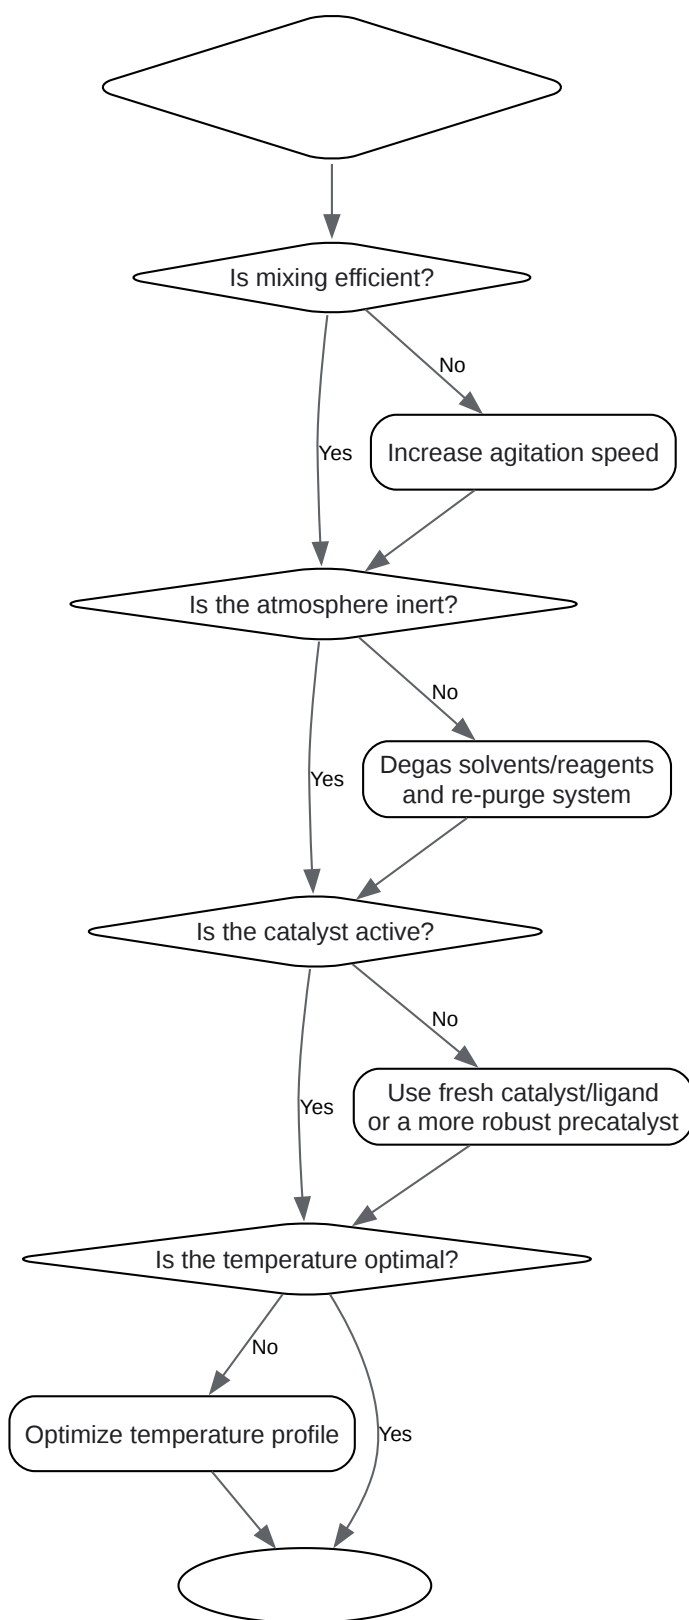 Is mixing efficient?
No
Increase agitation speed
Yes
Is the atmosphere inert?
No
Degas solvents/reagents
and re-purge system
Yes
Is the catalyst active?
No
Use fresh catalyst/ligand
or a more robust precatalyst
Yes
Is the temperature optimal?
No
Optimize temperature profile
Yes